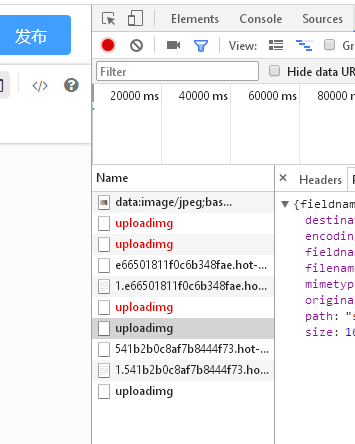 发布
Elements Console Sources
View: Gr
Filter Hide data UR
20000 ms 40000 ms 60000 ms 80000 m
Name × Headers P
data:image/jpeg;bas...
uploadimg
uploadimg
e66501811f0c6b348fae.hot-...
1.e66501811f0c6b348fae.ho...
uploadimg
uploadimg
541b2b0c8af7b8444f73.hot-...
1.541b2b0c8af7b8444f73.ho...
uploadimg
▼ {fieldnam
destinat
encoding
fieldnam
filenam
mimetyp
origina
path: "s
size: 16